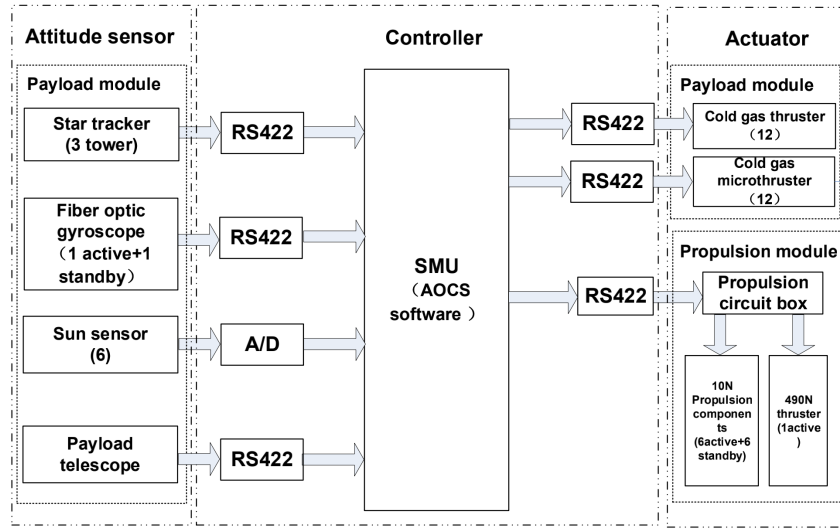 Attitude sensor
Payload module
Star tracker
(3 tower)
Fiber optic
gyroscope
（1 active+1
standby）
Sun sensor
(6)
Payload
telescope
Controller
RS422
RS422
A/D
RS422
SMU
（AOCS
software ）
RS422
RS422
RS422
Actuator
Payload module
Cold gas thruster
（12）
Cold gas
microthruster
（12）
Propulsion module
Propulsion
circuit box
10N
Propulsion
compone
nts
(6active+6
standby)
490N
thruster
(1active
)